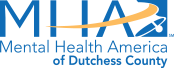 MHA
Mental Health America
of Dutchess County